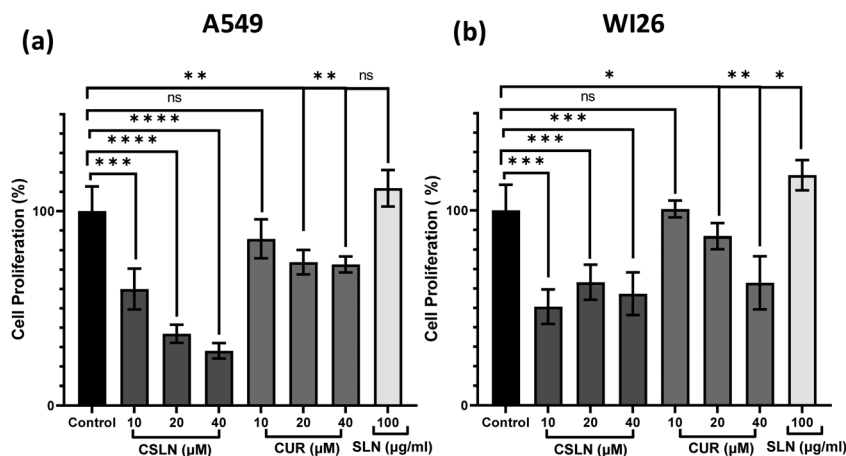 A549
(a)
** ** ns
ns
****
****
***
Cell Proliferation (%)
100
0
Control 10 20 40 10 20 40 100
CSLN (µM) CUR (µM) SLN (µg/ml)
WI26
(b)
* ** *
ns
***
***
***
Cell Proliferation ( %)
100
0
Control 10 20 40 10 20 40 100
CSLN (µM) CUR (µM) SLN (µg/ml)